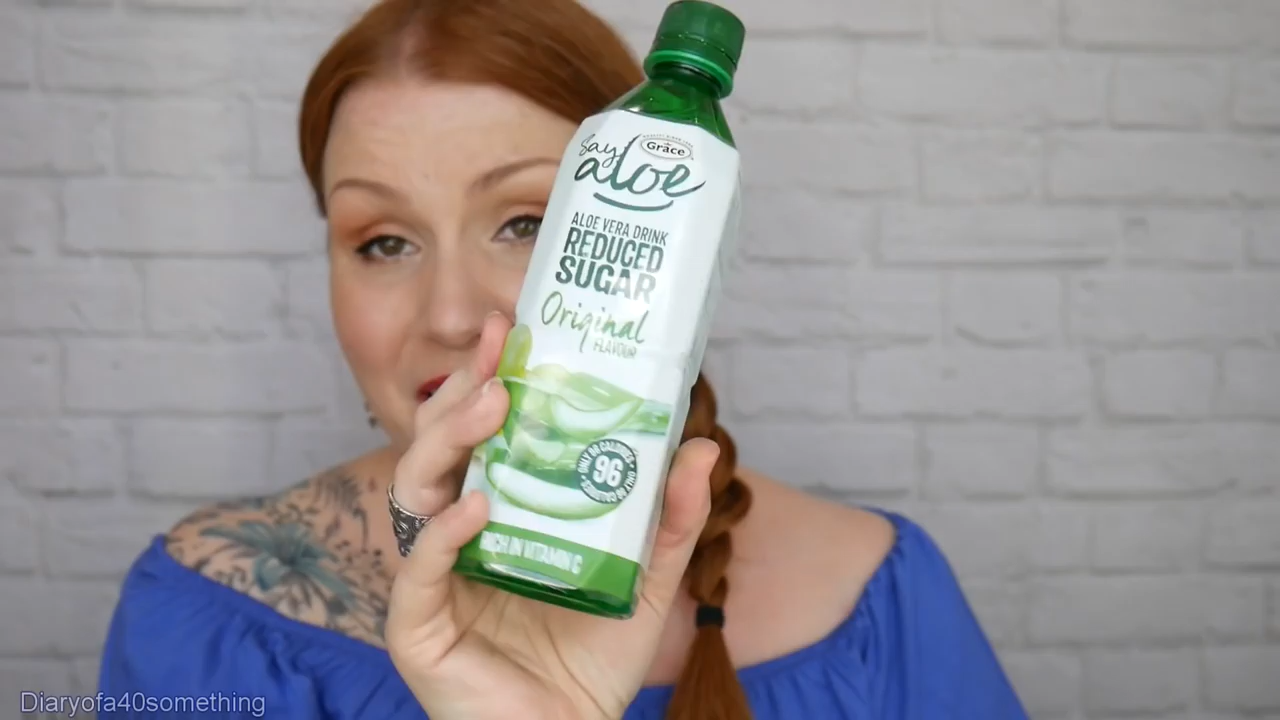 Say
aloe
Grace
ALOE VERA DRINK
REDUCED
SUGAR
Original
FLAVOUR
96
RICH IN VITAMIN C
Diaryofa40something